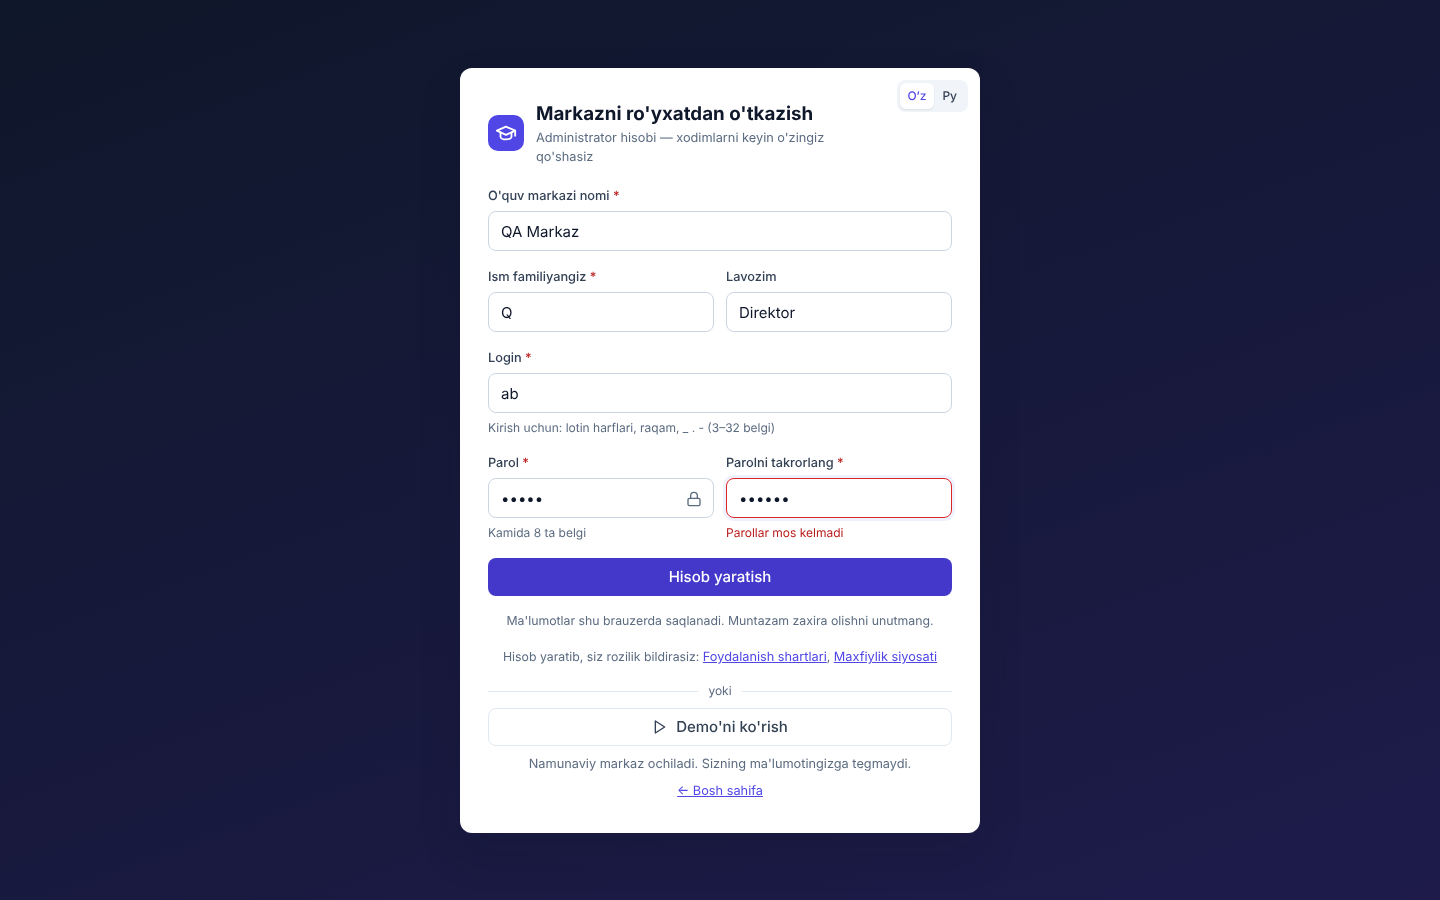 Oʻz Ру
Markazni ro'yxatdan o'tkazish
Administrator hisobi — xodimlarni keyin o'zingiz
qo'shasiz
O'quv markazi nomi *
QA Markaz
Ism familiyangiz * Lavozim
Q Direktor
Login *
ab
Kirish uchun: lotin harflari, raqam, _ . - (3–32 belgi)
Parol * Parolni takrorlang *
••••• ••••••
Kamida 8 ta belgi Parollar mos kelmadi
Hisob yaratish
Ma'lumotlar shu brauzerda saqlanadi. Muntazam zaxira olishni unutmang.
Hisob yaratib, siz rozilik bildirasiz: Foydalanish shartlari, Maxfiylik siyosati
yoki
Demo'ni ko'rish
Namunaviy markaz ochiladi. Sizning ma'lumotingizga tegmaydi.
← Bosh sahifa